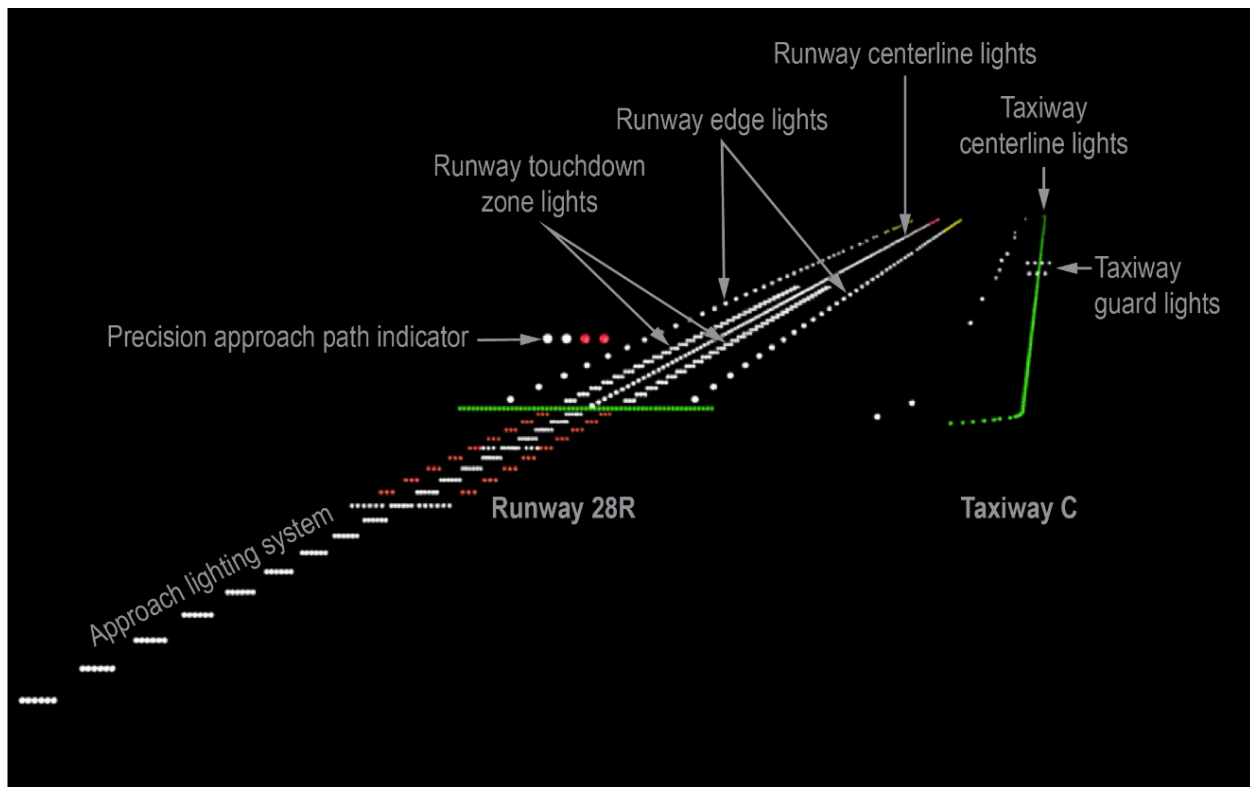 Runway centerline lights
Taxiway
centerline lights
Runway edge lights
Runway touchdown
zone lights
Taxiway
guard lights
Precision approach path indicator
Runway 28R
Taxiway C
Approach lighting system